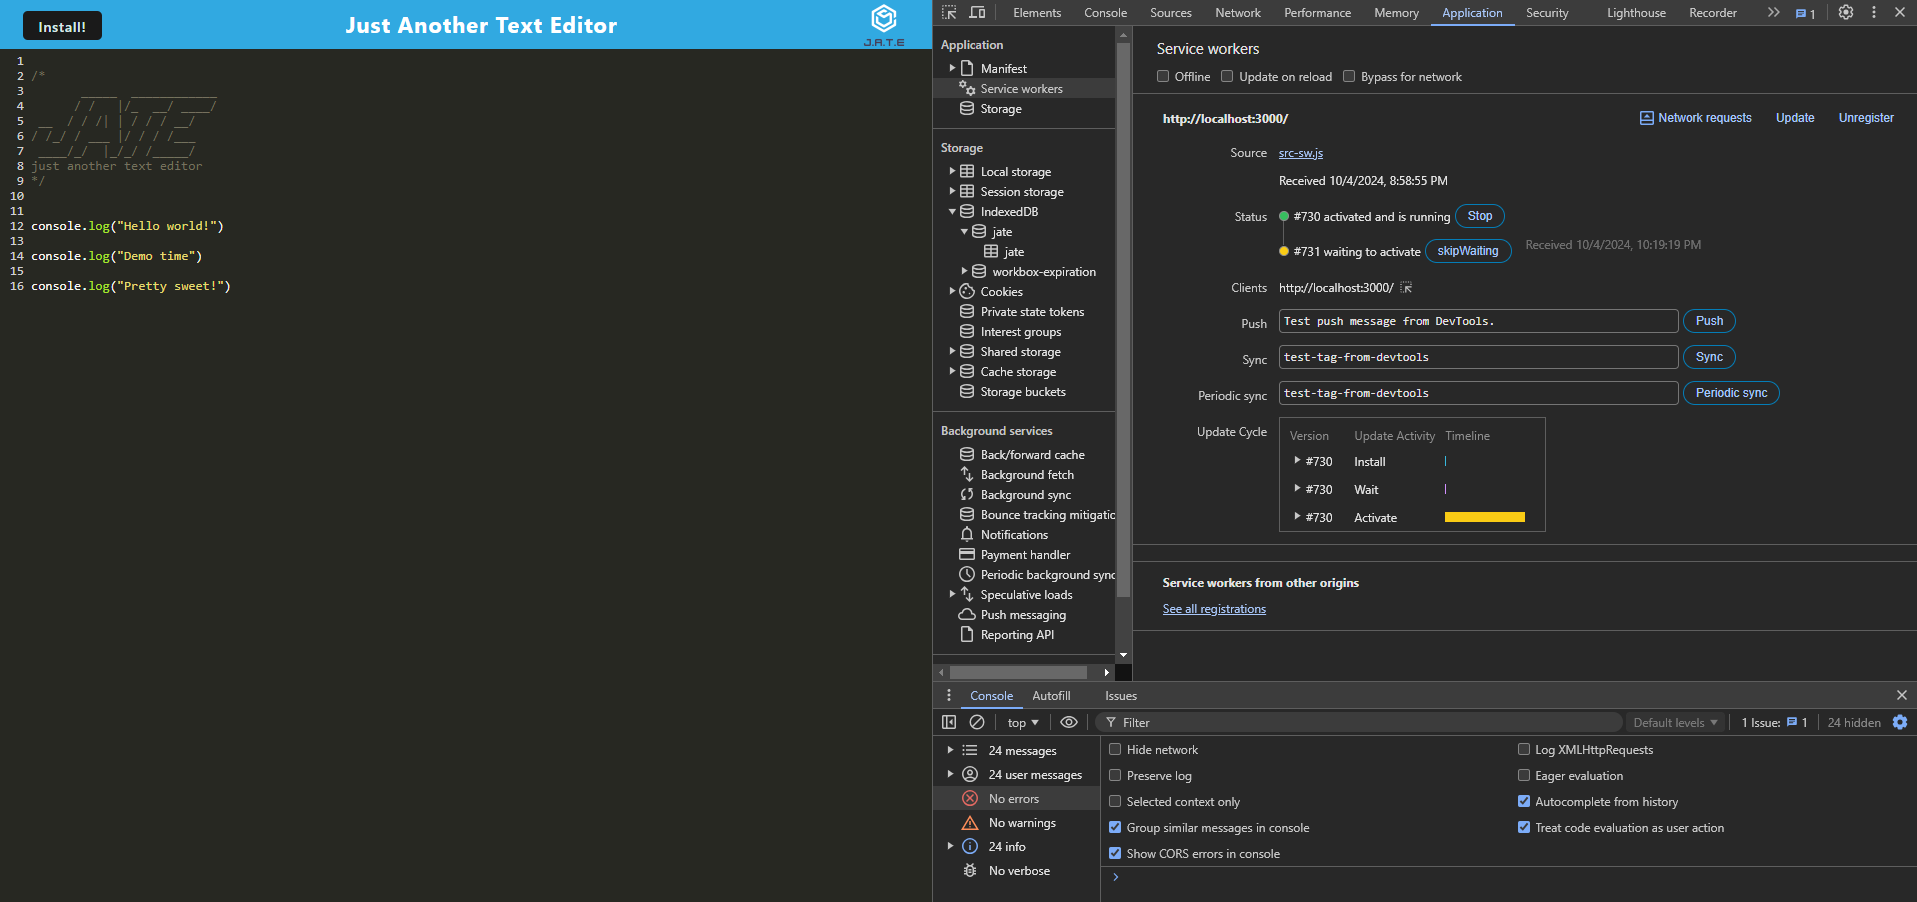 Install!
Just Another Text Editor
J.A.T.E
1
2 /*
3
4
5
6
7
8 just another text editor
9 */
10
11
12 console.log("Hello world!")
13
14 console.log("Demo time")
15
16 console.log("Pretty sweet!")
Elements Console Sources Network Performance Memory Application Security Lighthouse Recorder 1
Application
Manifest
Service workers
Storage
Storage
Local storage
Session storage
IndexedDB
jate
jate
workbox-expiration
Cookies
Private state tokens
Interest groups
Shared storage
Cache storage
Storage buckets
Background services
Back/forward cache
Background fetch
Background sync
Bounce tracking mitigatio
Notifications
Payment handler
Periodic background sync
Speculative loads
Push messaging
Reporting API
Service workers
Offline Update on reload Bypass for network
http://localhost:3000/ Network requests Update Unregister
Source src-sw.js
Received 10/4/2024, 8:58:55 PM
Status #730 activated and is running Stop
#731 waiting to activate skipWaiting Received 10/4/2024, 10:19:19 PM
Clients http://localhost:3000/
Push Test push message from DevTools. Push
Sync test-tag-from-devtools Sync
Periodic sync test-tag-from-devtools Periodic sync
Update Cycle Version Update Activity Timeline
#730 Install
#730 Wait
#730 Activate
Service workers from other origins
See all registrations
Console Autofill Issues
top Filter Default levels 1 Issue: 1 24 hidden
24 messages
24 user messages
No errors
No warnings
24 info
No verbose
Hide network Log XMLHttpRequests
Preserve log Eager evaluation
Selected context only Autocomplete from history
Group similar messages in console Treat code evaluation as user action
Show CORS errors in console